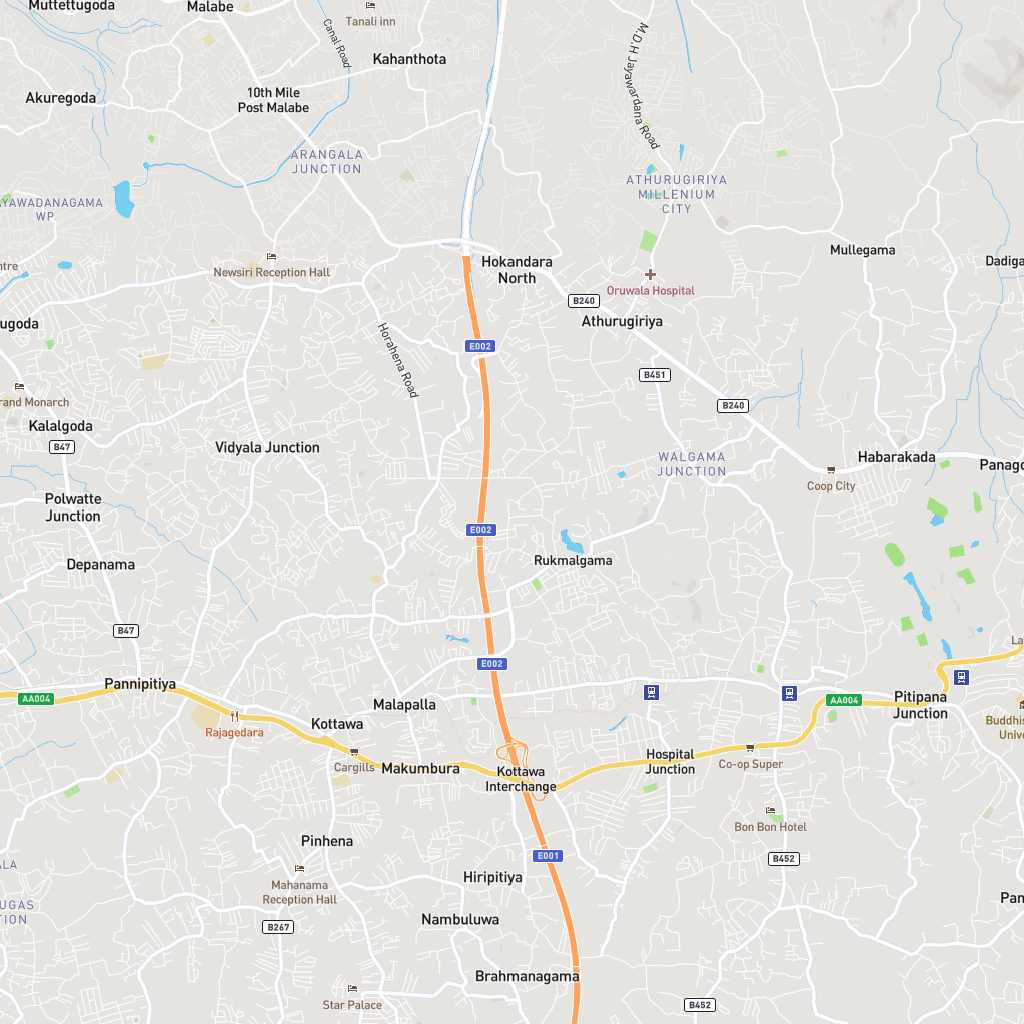 Muttettugoda
Malabe
Tanali inn
Canal Road
M.D.H.Jayawardana Road
Kahanthota
Akuregoda
10th Mile
Post Malabe
ARANGALA
JUNCTION
ATHURUGIRIYA
MILLENIUM
CITY
AYAWADANAGAMA
WP
Mullegama
Dadiga
ntre
Newsiri Reception Hall
Hokandara
North
Oruwala Hospital
B240
Athurugiriya
ugoda
Horahena Road
E002
B451
rand Monarch
B240
Kalalgoda
B47
Vidyala Junction
WALGAMA
JUNCTION
Habarakada
Panago
Coop City
Polwatte
Junction
E002
Depanama
Rukmalgama
B47
La
E002
Pannipitiya
AA004
AA004
Pitipana
Junction
Malapalla
Kottawa
Rajagedara
Buddhis
Unive
Cargills
Makumbura
Kottawa
Interchange
Hospital
Junction
Co-op Super
Bon Bon Hotel
Pinhena
E001
B452
ALA
Mahanama
Reception Hall
Hiripitiya
Pan
UGAS
TION
B267
Nambuluwa
Brahmanagama
Star Palace
B452